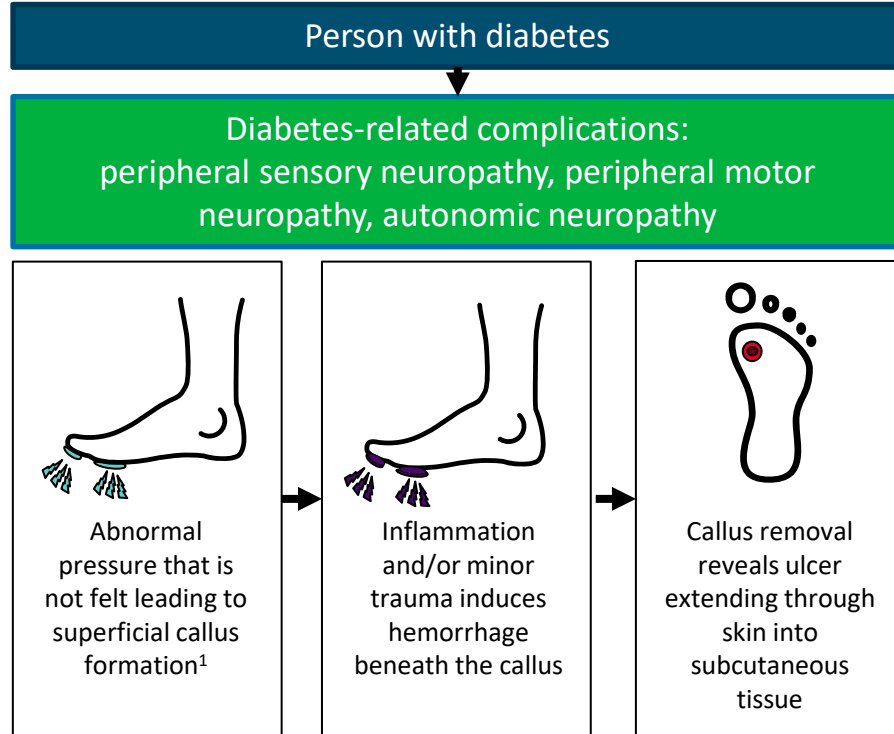 Person with diabetes
Diabetes-related complications:
peripheral sensory neuropathy, peripheral motor
neuropathy, autonomic neuropathy
Abnormal
pressure that is
not felt leading to
superficial callus
formation¹
Inflammation
and/or minor
trauma induces
hemorrhage
beneath the callus
Callus removal
reveals ulcer
extending through
skin into
subcutaneous
tissue